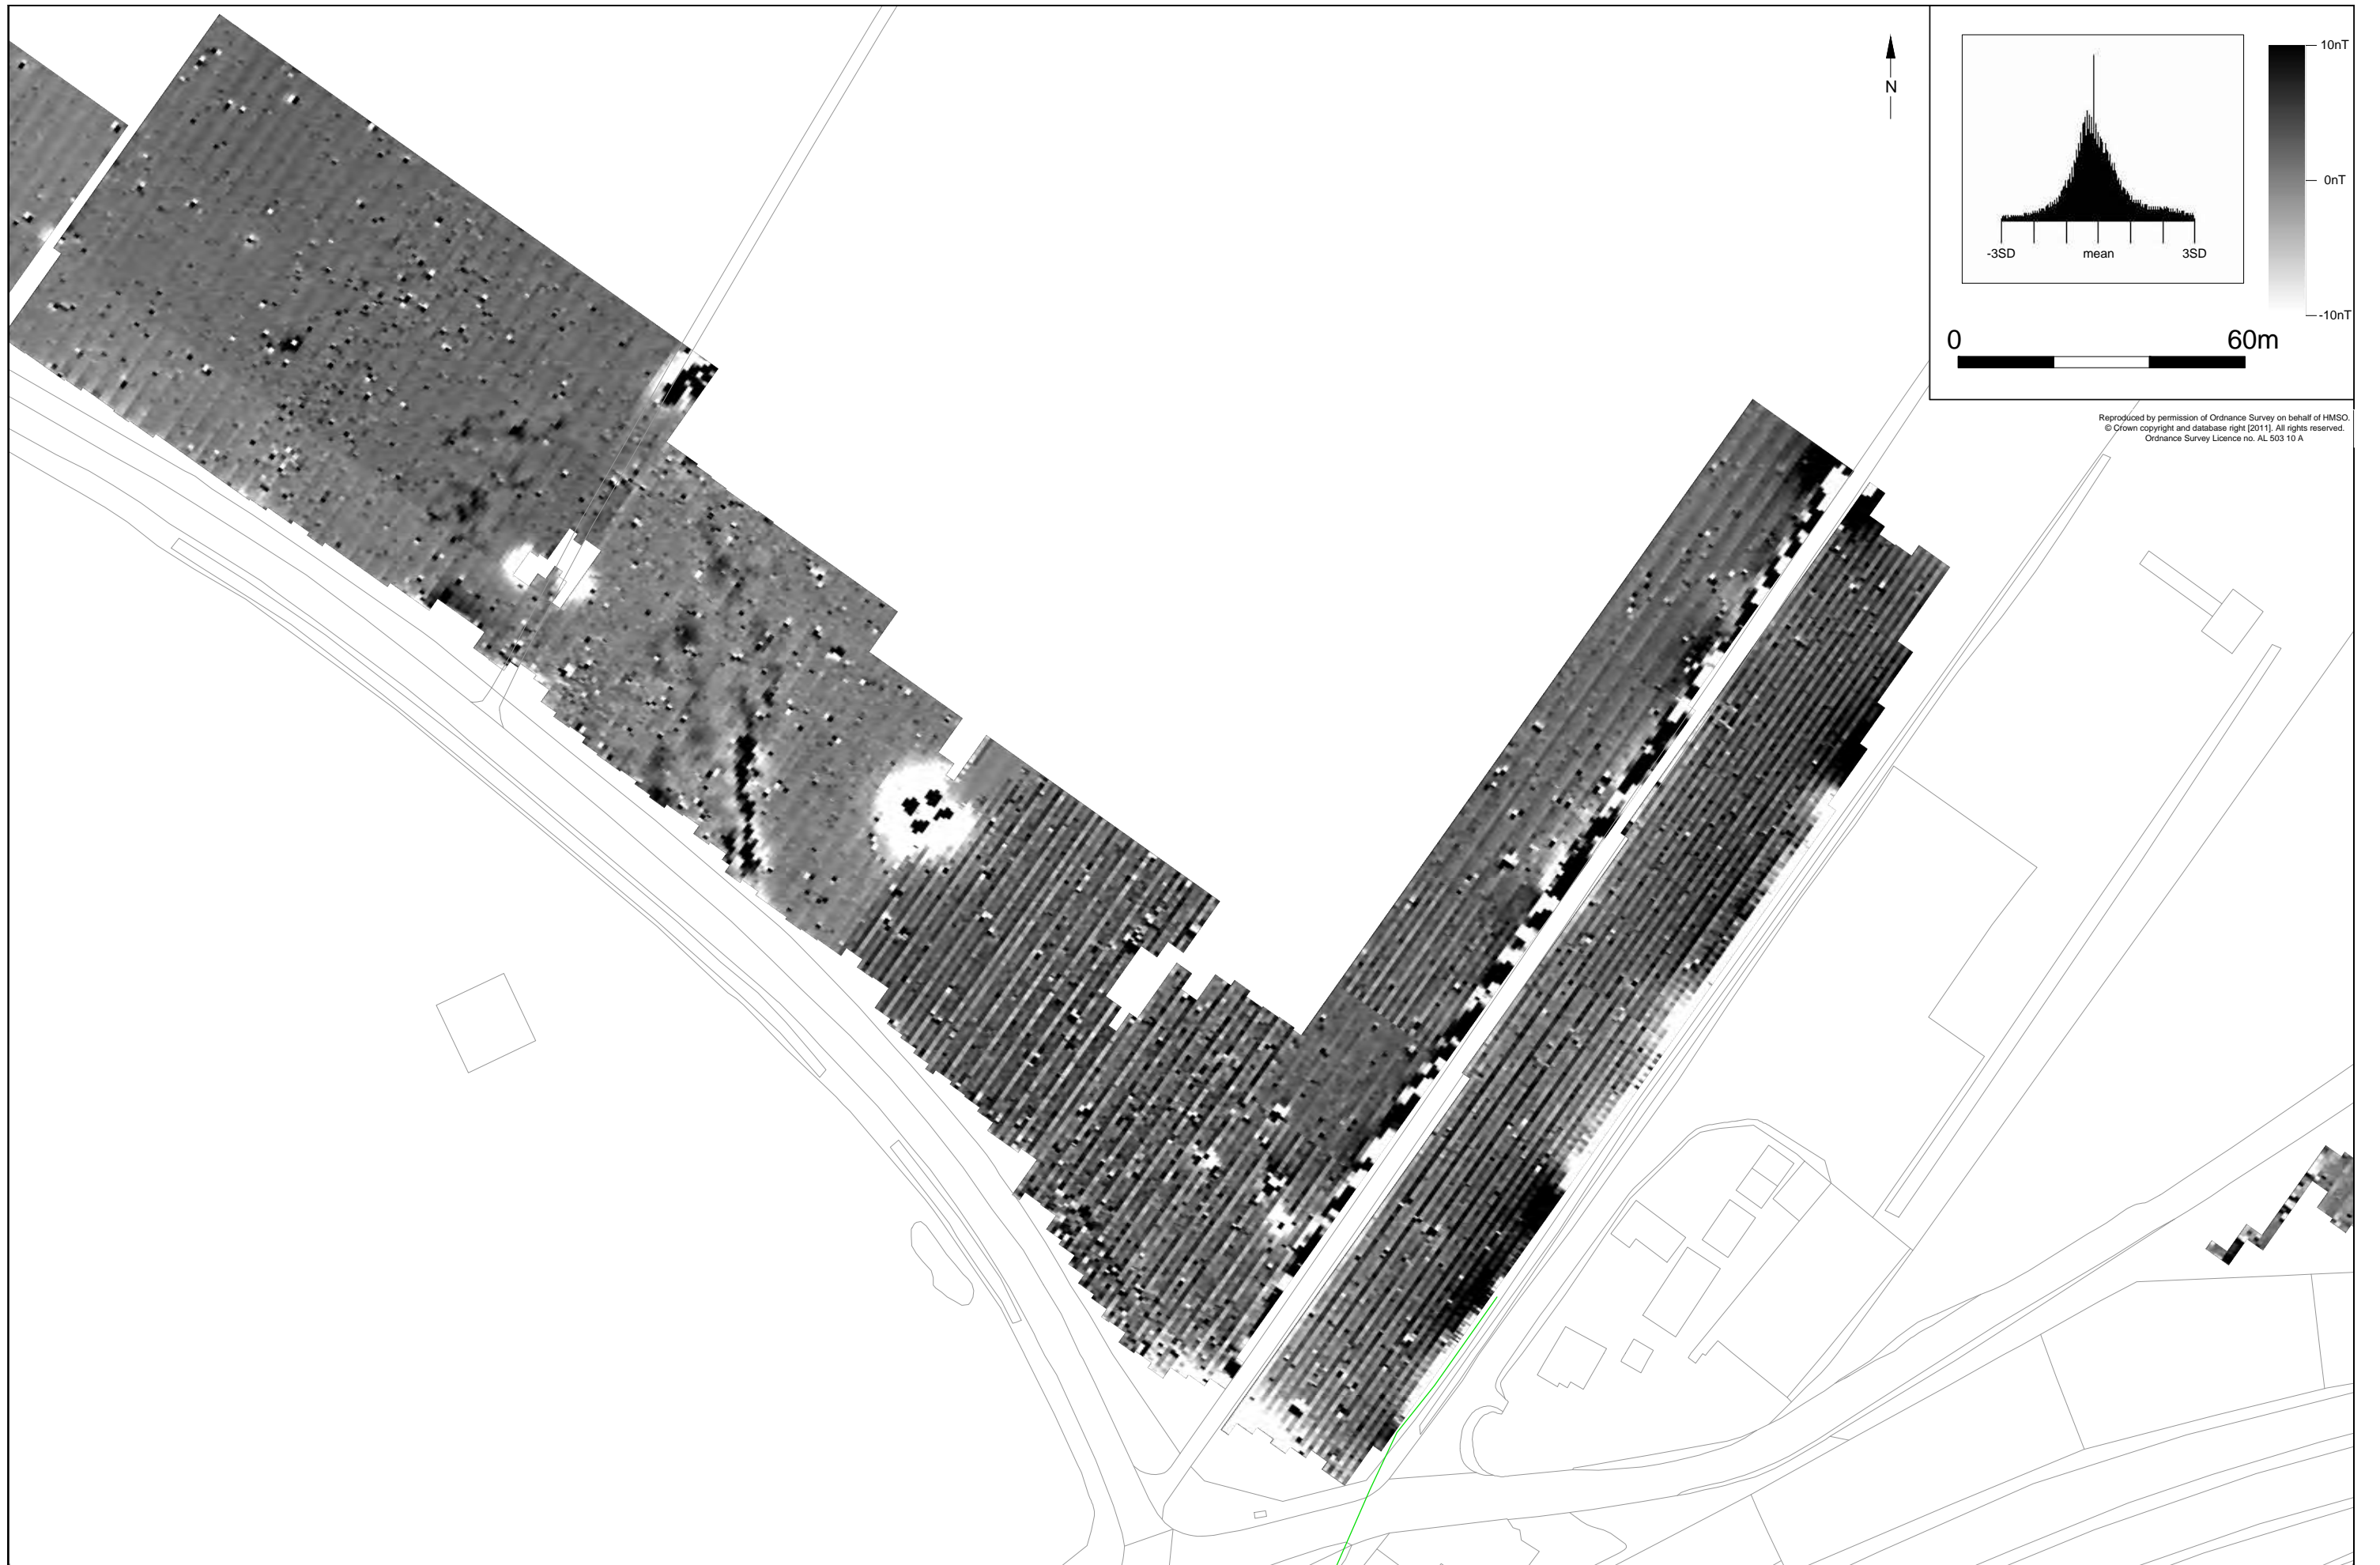 N
10nT
0nT
-10nT
-3SD mean 3SD
0 60m
Reproduced by permission of Ordnance Survey on behalf of HMSO.
© Crown copyright and database right [2011]. All rights reserved.
Ordnance Survey Licence no. AL 503 10 A